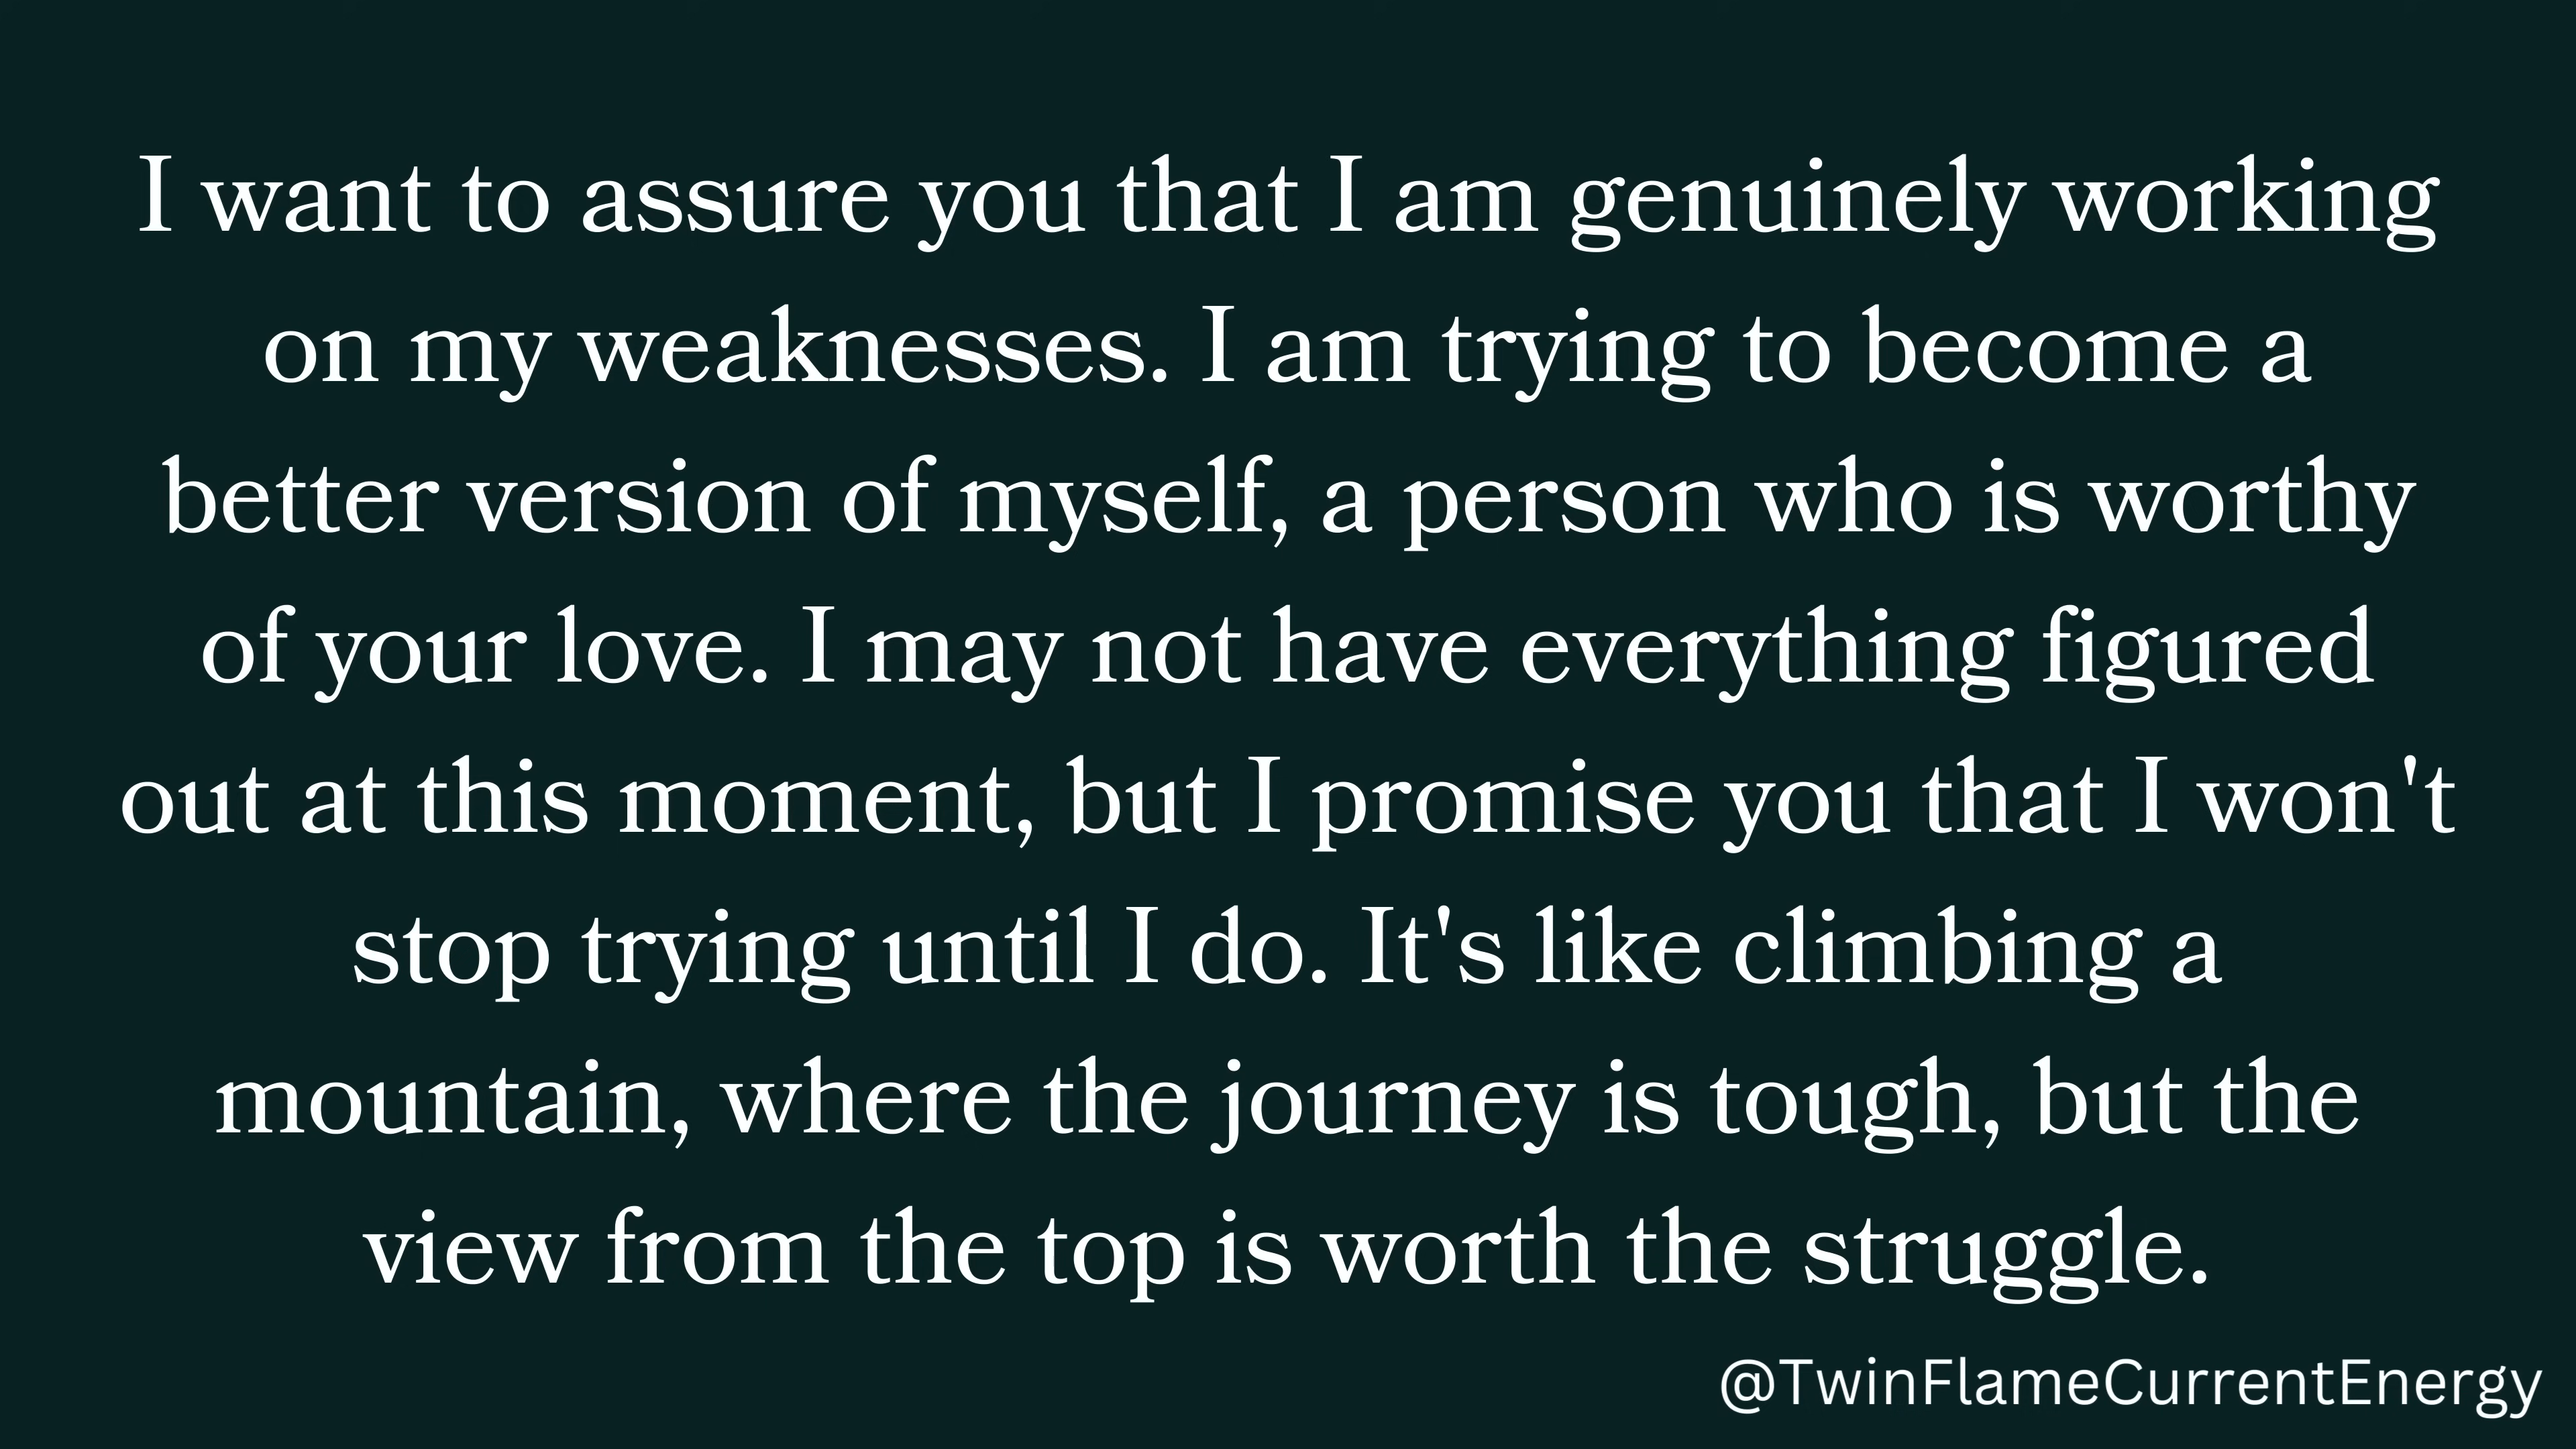 I want to assure you that I am genuinely working
on my weaknesses. I am trying to become a
better version of myself, a person who is worthy
of your love. I may not have everything figured
out at this moment, but I promise you that I won't
stop trying until I do. It's like climbing a
mountain, where the journey is tough, but the
view from the top is worth the struggle.
@TwinFlameCurrentEnergy